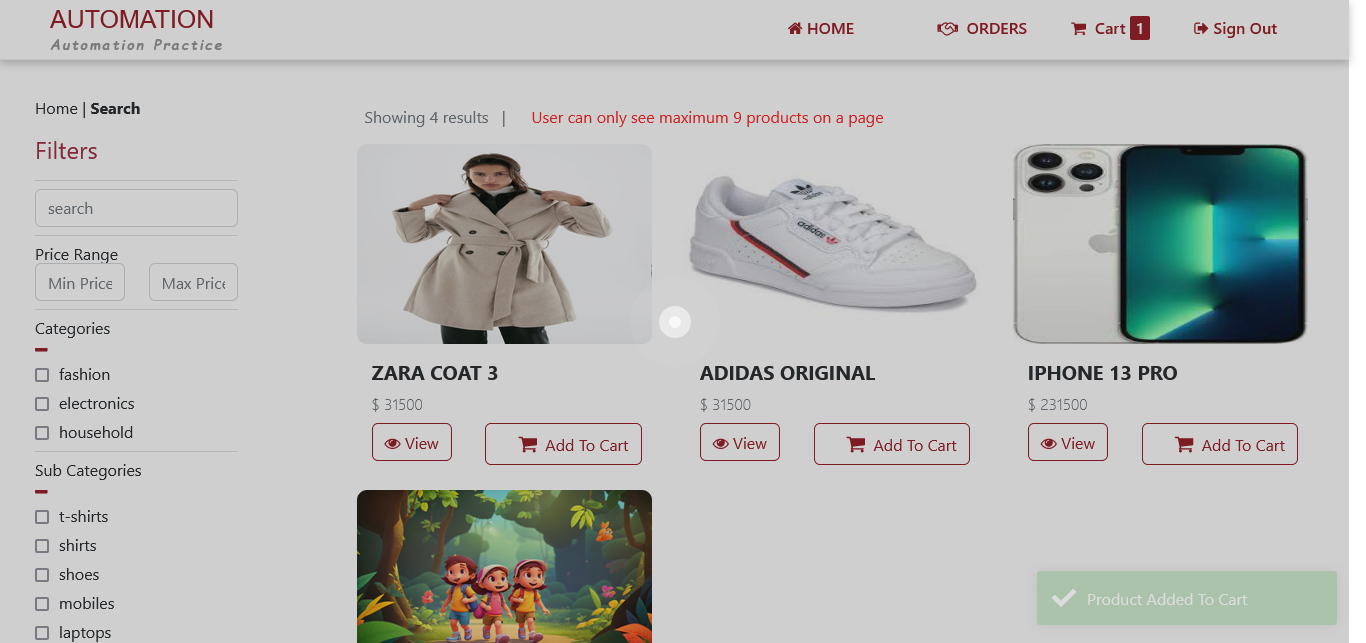 AUTOMATION
Automation Practice
HOME
ORDERS
Cart 1
Sign Out
Home | Search
Showing 4 results |
User can only see maximum 9 products on a page
Filters
search
Price Range
Min Price
Max Price
Categories
fashion
electronics
household
Sub Categories
t-shirts
shirts
shoes
mobiles
laptops
adidas
adidas
ZARA COAT 3
$ 31500
View
Add To Cart
ADIDAS ORIGINAL
$ 31500
View
Add To Cart
IPHONE 13 PRO
$ 231500
View
Add To Cart
Product Added To Cart